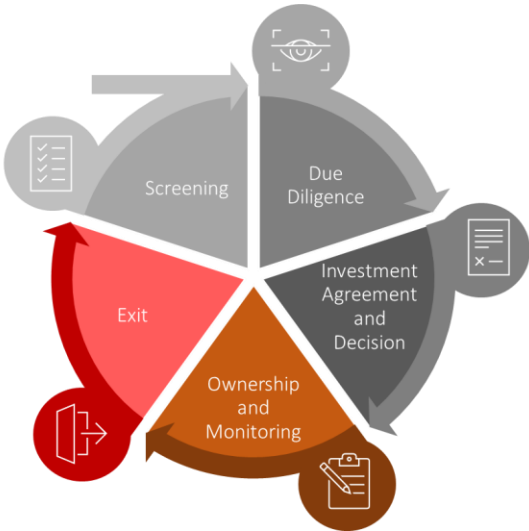 Screening
Due
Diligence
Investment
Agreement
and
Decision
Ownership
and
Monitoring
Exit